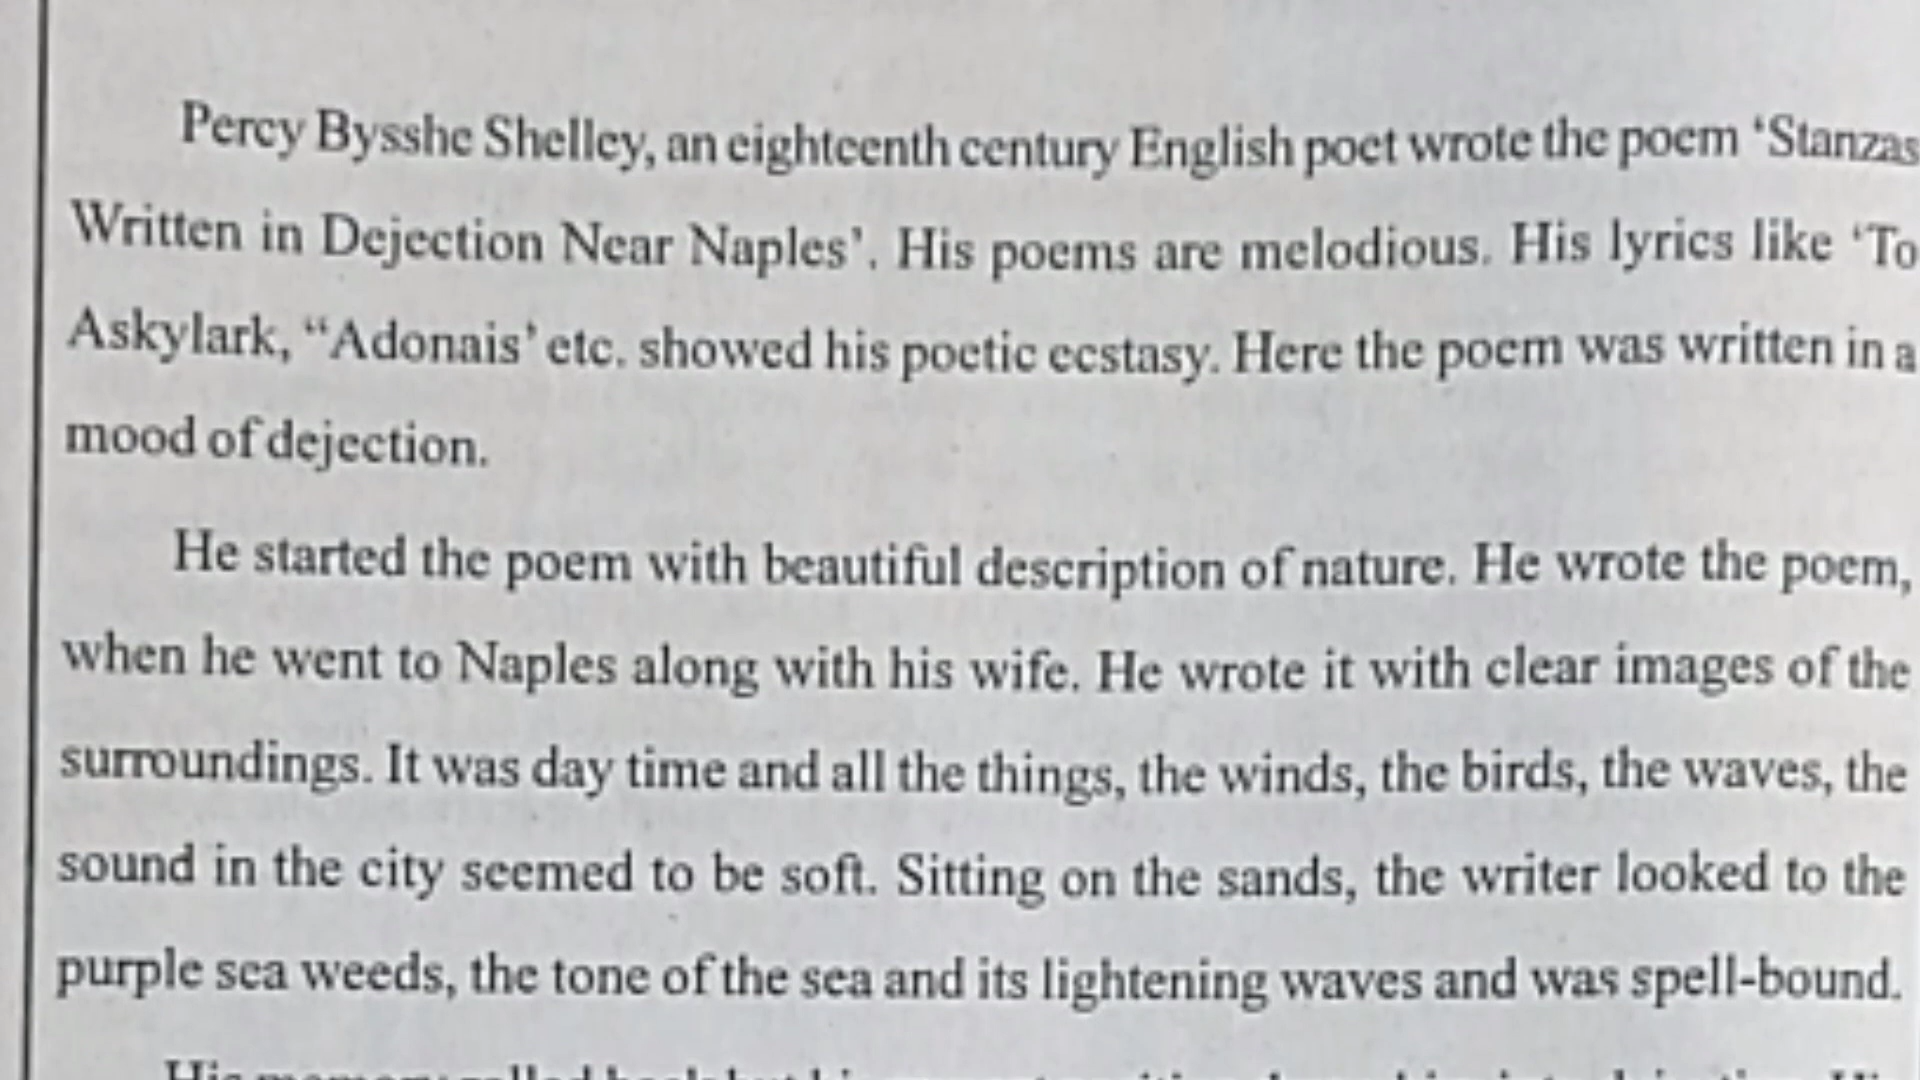 Percy Bysshe Shelley, an eighteenth century English poet wrote the poem ‘Stanzas
Written in Dejection Near Naples’. His poems are melodious. His lyrics like ‘To
Askylark, “Adonais’ etc. showed his poetic ecstasy. Here the poem was written in a
mood of dejection.
He started the poem with beautiful description of nature. He wrote the poem,
when he went to Naples along with his wife. He wrote it with clear images of the
surroundings. It was day time and all the things, the winds, the birds, the waves, the
sound in the city seemed to be soft. Sitting on the sands, the writer looked to the
purple sea weeds, the tone of the sea and its lightening waves and was spell-bound.